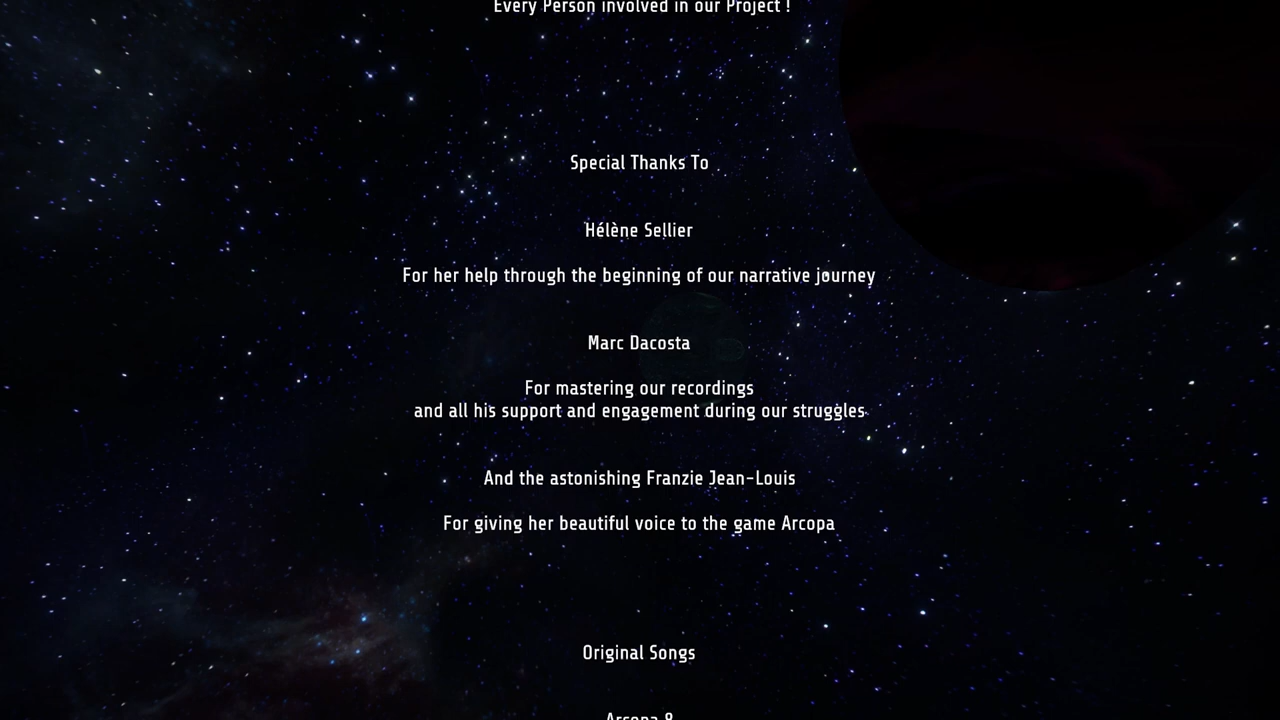 Every Person involved in our Project !
Special Thanks To
Hélène Sellier
For her help through the beginning of our narrative journey
Marc Dacosta
For mastering our recordings
and all his support and engagement during our struggles
And the astonishing Franzie Jean-Louis
For giving her beautiful voice to the game Arcopa
Original Songs
Arcopa